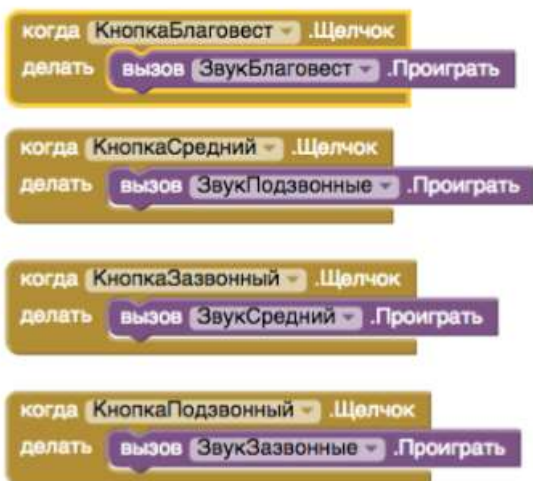 когда КнопкаБлаговест .Щелчок
делать вызов ЗвукБлаговест .Проиграть
когда КнопкаСредний .Щелчок
делать вызов ЗвукПодзвонные .Проиграть
когда КнопкаЗазвонный .Щелчок
делать вызов ЗвукСредний .Проиграть
когда КнопкаПодзвонный .Щелчок
делать вызов ЗвукЗазвонные .Проиграть